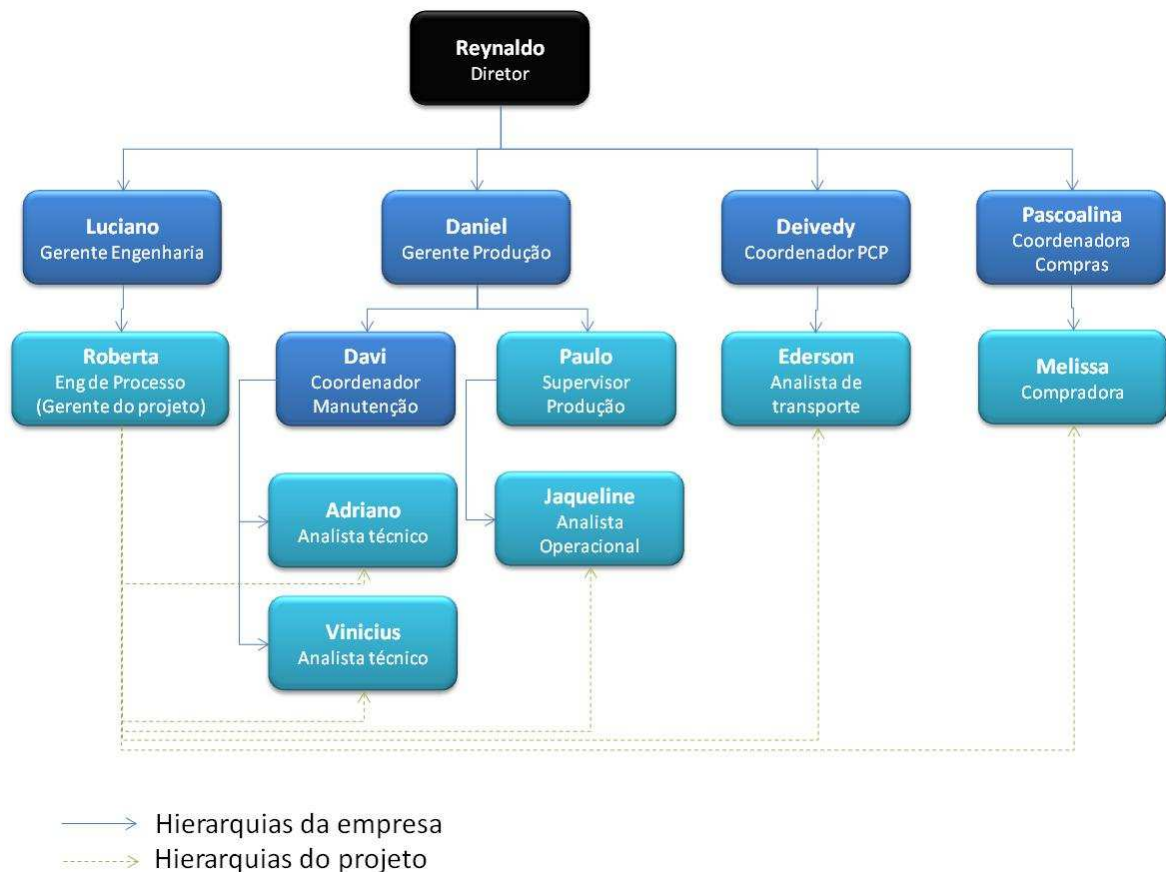 Reynaldo
Diretor
Luciano
Gerente Engenharia
Daniel
Gerente Produção
Deivedy
Coordenador PCP
Pascoalina
Coordenadora
Compras
Roberta
Eng de Processo
(Gerente do projeto)
Davi
Coordenador
Manutenção
Paulo
Supervisor
Produção
Ederson
Analista de
transporte
Melissa
Compradora
Adriano
Analista técnico
Jaqueline
Analista
Operacional
Vinicius
Analista técnico
Hierarquias da empresa
Hierarquias do projeto